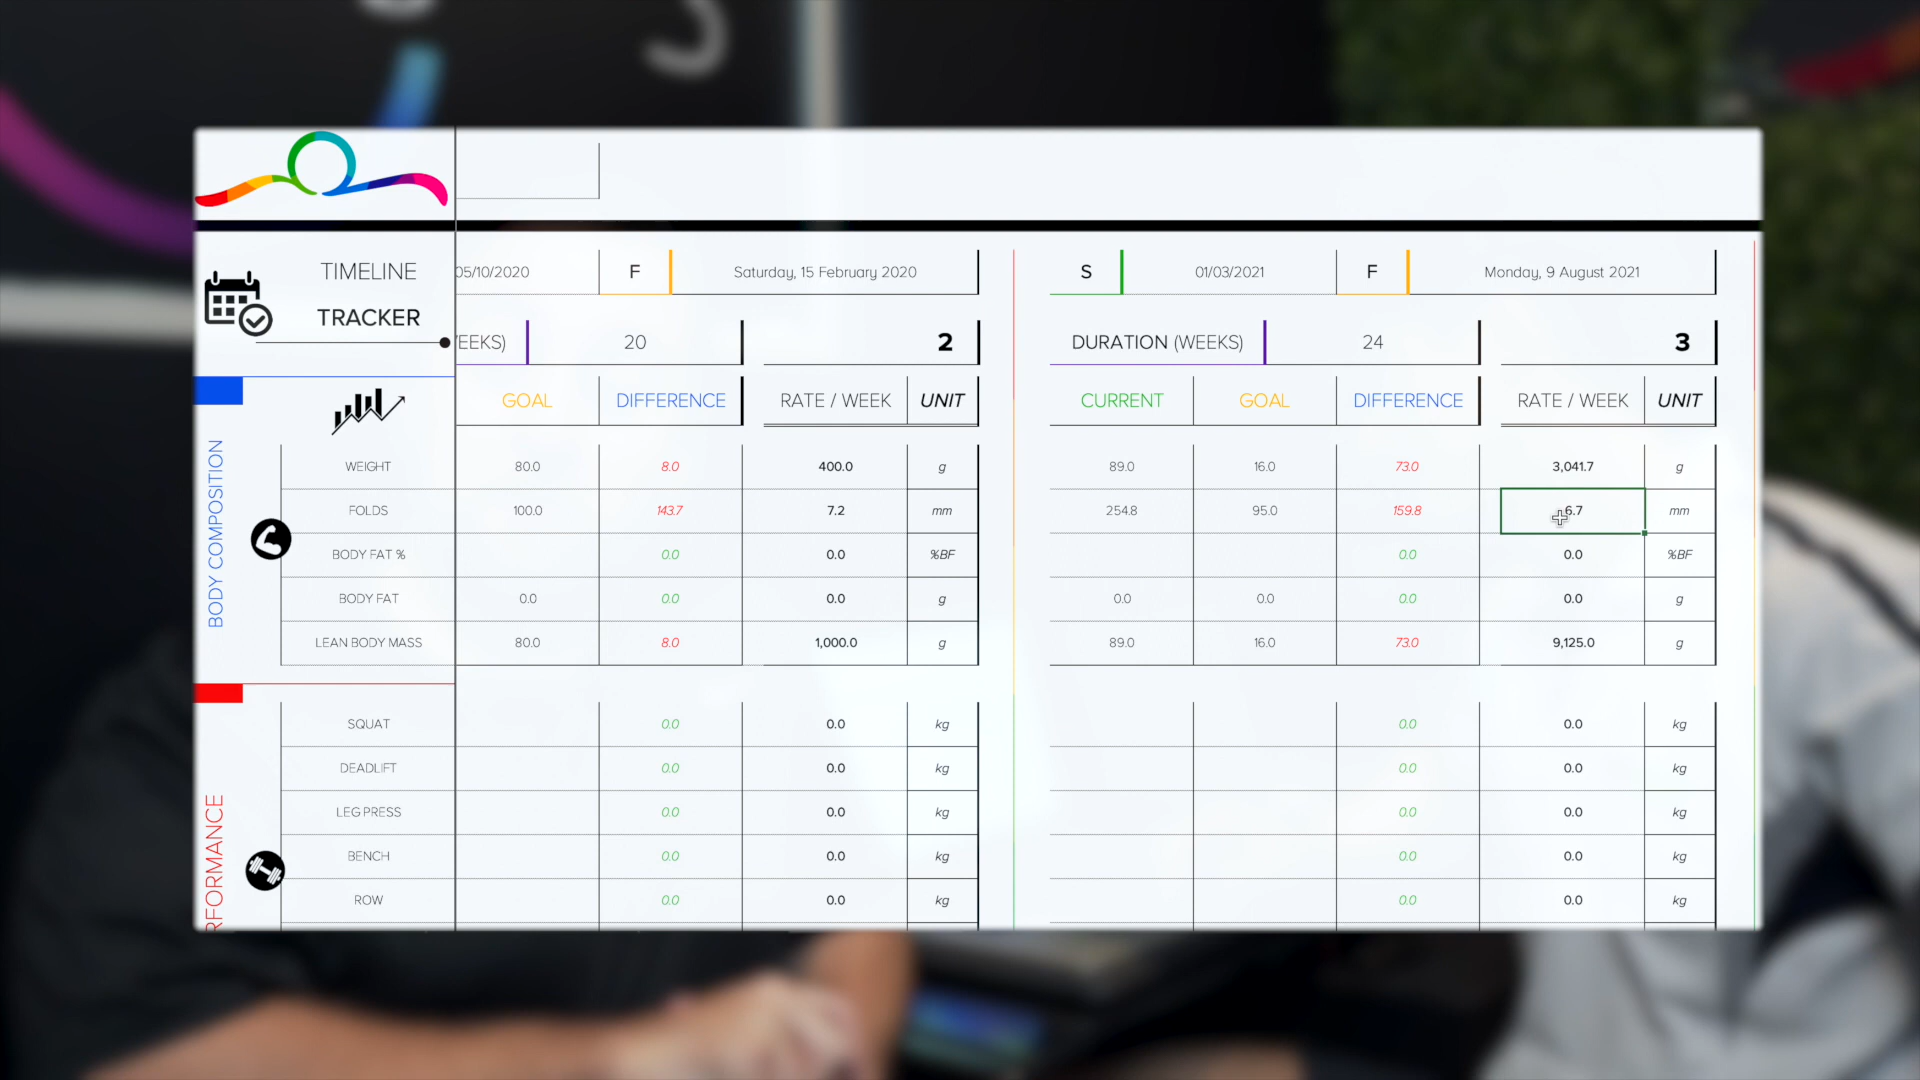 TIMELINE
TRACKER
05/10/2020 F Saturday, 15 February 2020 S 01/03/2021 F Monday, 9 August 2021
EEKS) 20 2 DURATION (WEEKS) 24 3
GOAL DIFFERENCE RATE / WEEK UNIT CURRENT GOAL DIFFERENCE RATE / WEEK UNIT
BODY COMPOSITION
WEIGHT 80.0 8.0 400.0 g 89.0 16.0 73.0 3,041.7 g
FOLDS 100.0 143.7 7.2 mm 254.8 95.0 159.8 6.7 mm
BODY FAT % 0.0 0.0 %BF 0.0 0.0 %BF
BODY FAT 0.0 0.0 0.0 g 0.0 0.0 0.0 0.0 g
LEAN BODY MASS 80.0 8.0 1,000.0 g 89.0 16.0 73.0 9,125.0 g
RFORMANCE
SQUAT 0.0 0.0 kg 0.0 0.0 kg
DEADLIFT 0.0 0.0 kg 0.0 0.0 kg
LEG PRESS 0.0 0.0 kg 0.0 0.0 kg
BENCH 0.0 0.0 kg 0.0 0.0 kg
ROW 0.0 0.0 kg 0.0 0.0 kg